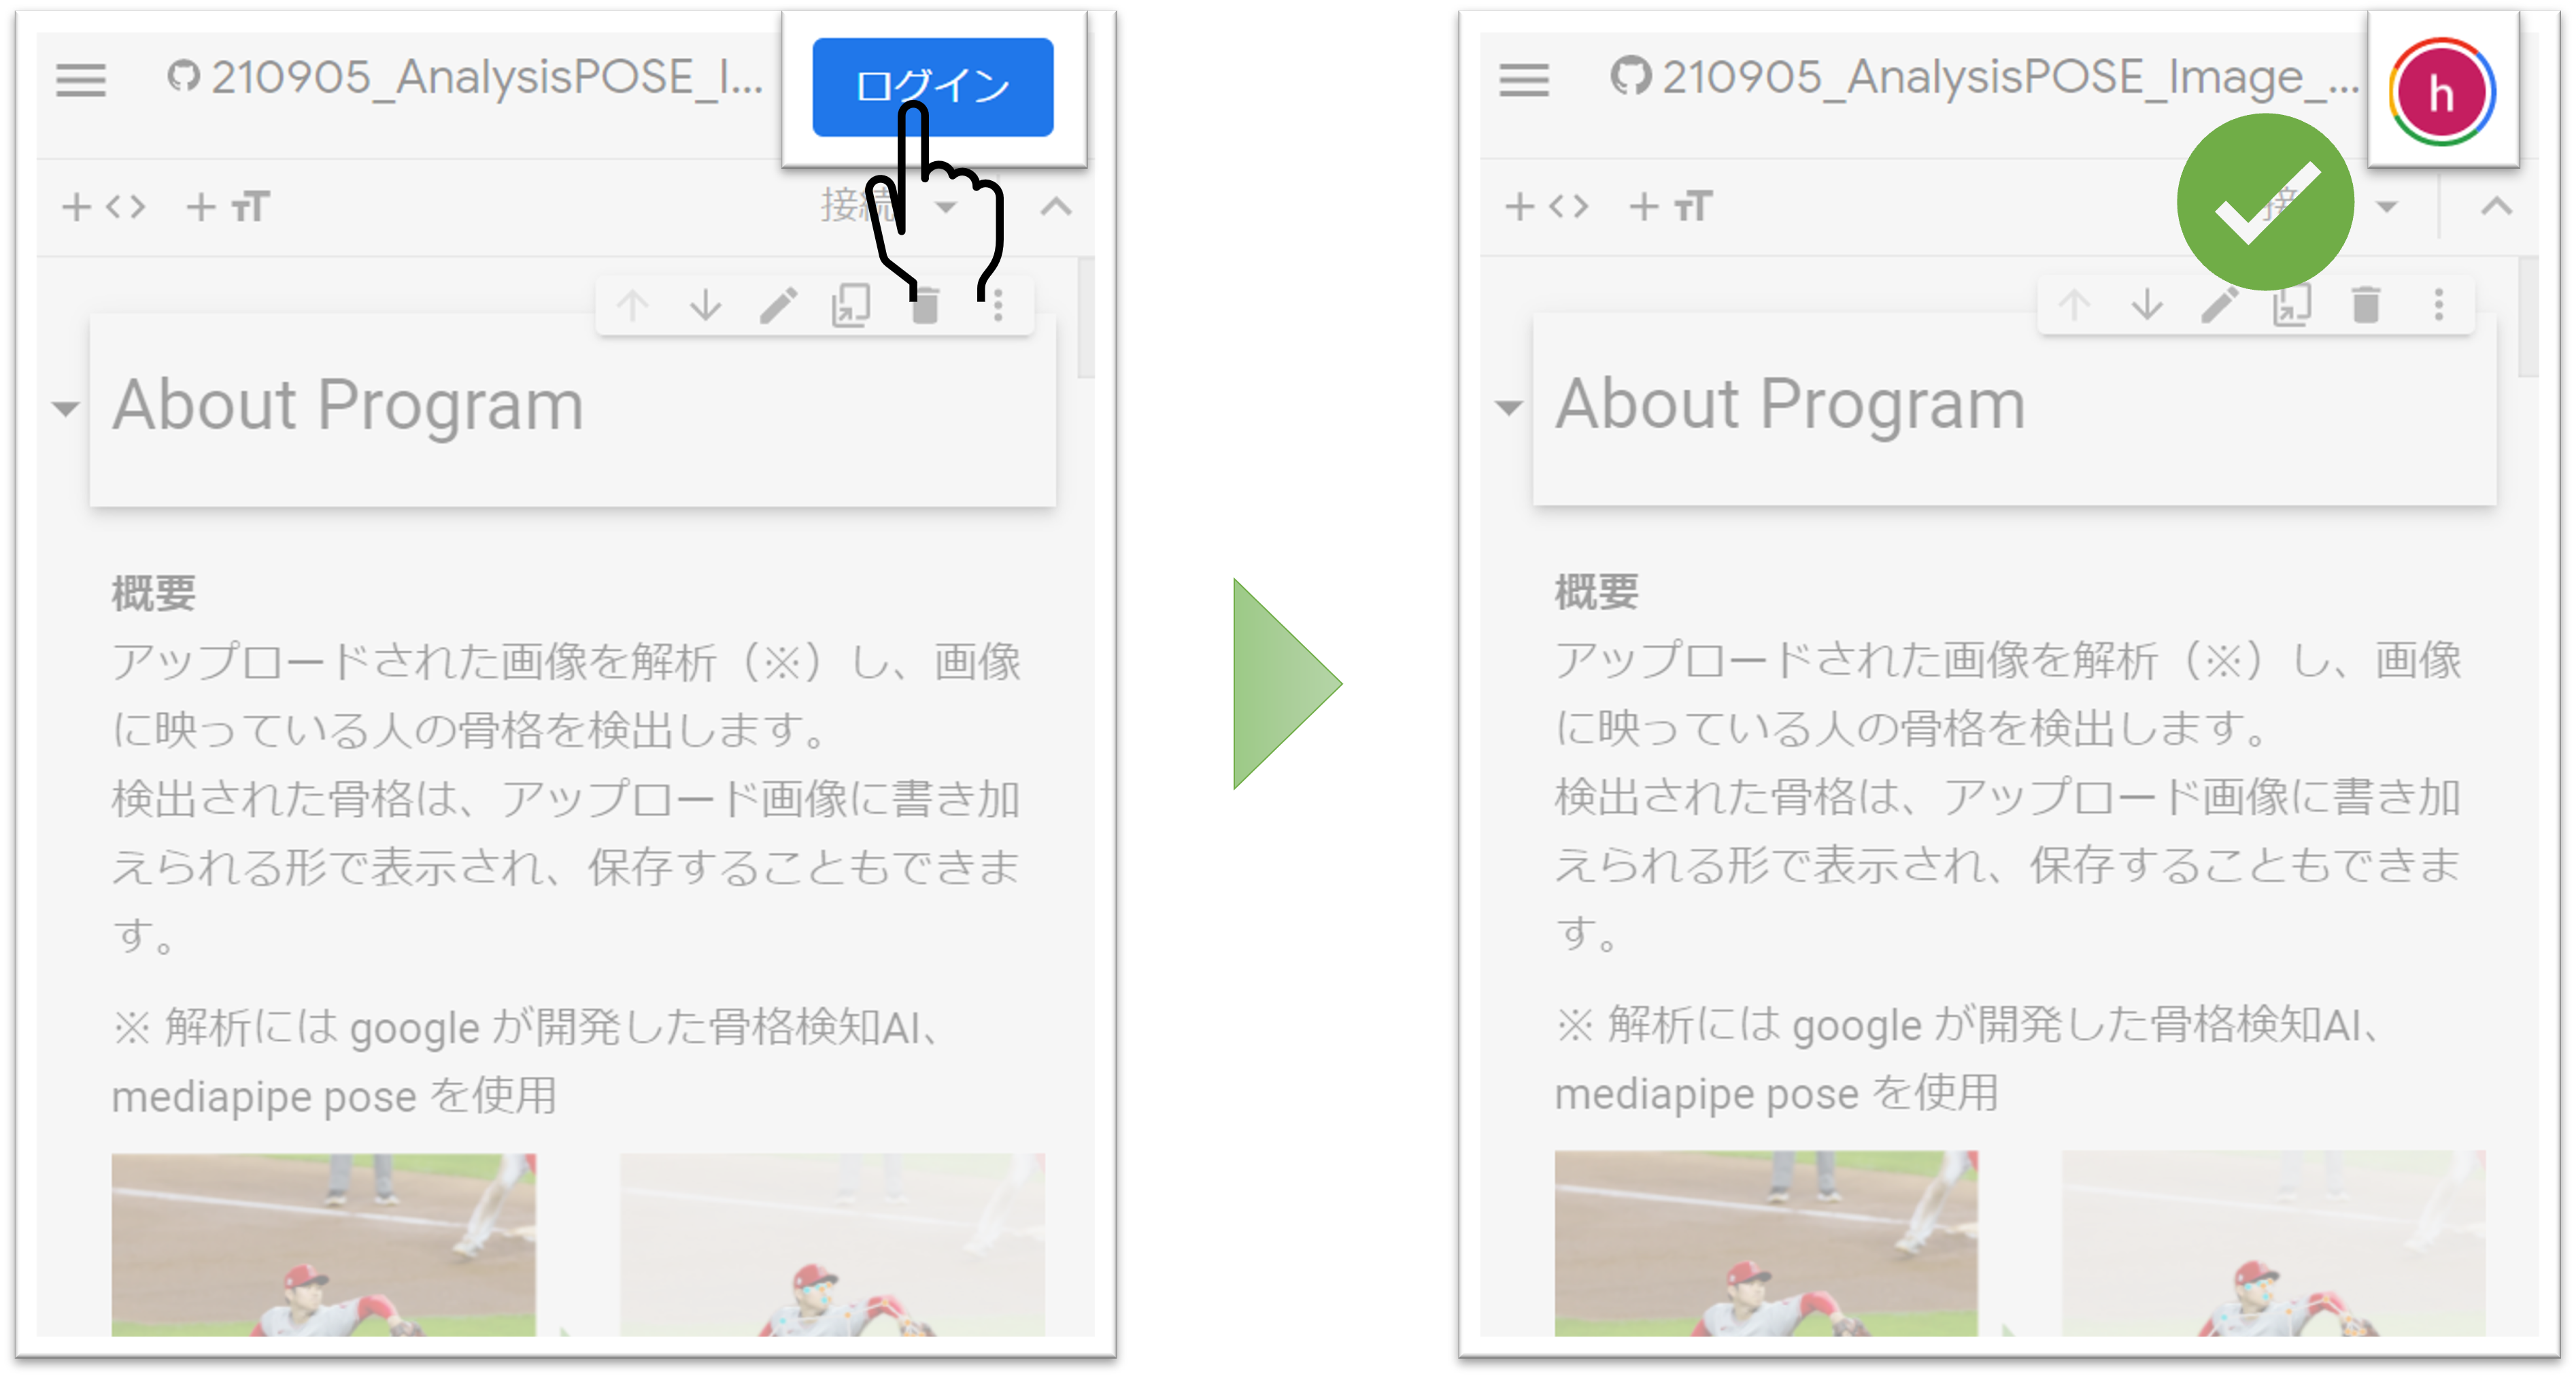 210905_AnalysisPOSE_I...
ログイン
接続
About Program
概要
アップロードされた画像を解析（※）し、画像
に映っている人の骨格を検出します。
検出された骨格は、アップロード画像に書き加
えられる形で表示され、保存することもできま
す。
※ 解析には google が開発した骨格検知AI、
mediapipe pose を使用
210905_AnalysisPOSE_Image_...
h
接
About Program
概要
アップロードされた画像を解析（※）し、画像
に映っている人の骨格を検出します。
検出された骨格は、アップロード画像に書き加
えられる形で表示され、保存することもできま
す。
※ 解析には google が開発した骨格検知AI、
mediapipe pose を使用